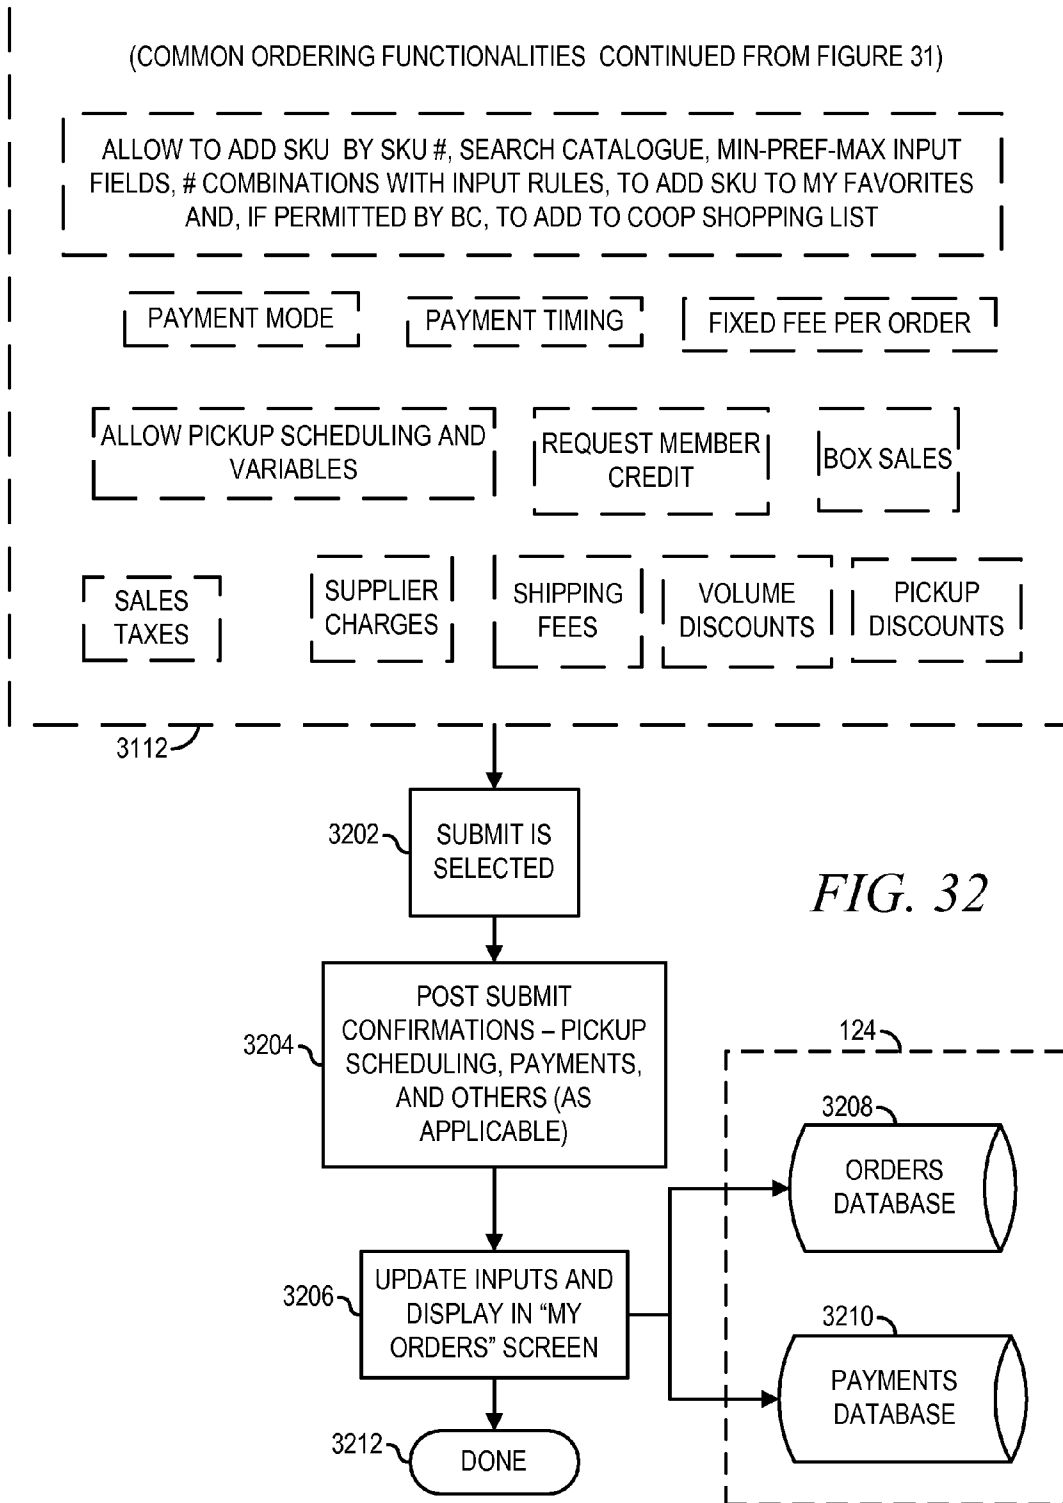 (COMMON ORDERING FUNCTIONALITIES CONTINUED FROM FIGURE 31)
ALLOW TO ADD SKU BY SKU #, SEARCH CATALOGUE, MIN-PREF-MAX INPUT
FIELDS, # COMBINATIONS WITH INPUT RULES, TO ADD SKU TO MY FAVORITES
AND, IF PERMITTED BY BC, TO ADD TO COOP SHOPPING LIST
PAYMENT MODE
PAYMENT TIMING
FIXED FEE PER ORDER
ALLOW PICKUP SCHEDULING AND
VARIABLES
REQUEST MEMBER
CREDIT
BOX SALES
SALES
TAXES
SUPPLIER
CHARGES
SHIPPING
FEES
VOLUME
DISCOUNTS
PICKUP
DISCOUNTS
3112
3202
SUBMIT IS
SELECTED
FIG. 32
3204
POST SUBMIT
CONFIRMATIONS – PICKUP
SCHEDULING, PAYMENTS,
AND OTHERS (AS
APPLICABLE)
124
3208
ORDERS
DATABASE
3206
UPDATE INPUTS AND
DISPLAY IN “MY
ORDERS” SCREEN
3210
PAYMENTS
DATABASE
3212
DONE